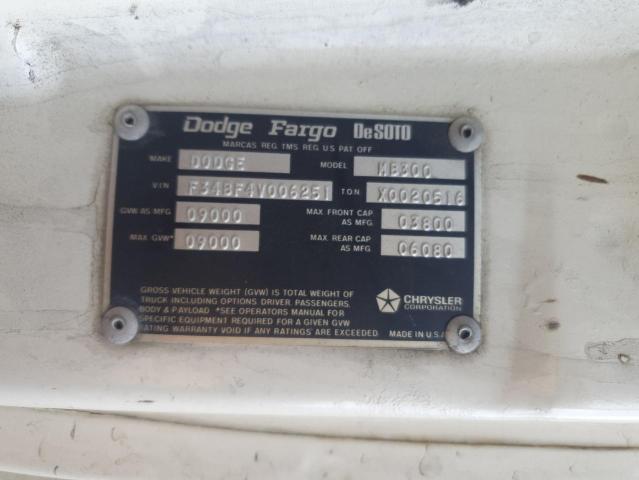 Dodge Fargo DeSOTO
MARCAS REG. TMS REG. U.S. PAT. OFF.
MAKE DODGE MODEL MB300
VIN F34BF4V006251 T.O.N. X0020516
GVW AS MFG 09000 MAX. FRONT CAP AS MFG. 03800
MAX. GVW* 09000 MAX. REAR CAP AS MFG. 06080
GROSS VEHICLE WEIGHT (GVW) IS TOTAL WEIGHT OF
TRUCK INCLUDING OPTIONS DRIVER, PASSENGERS,
BODY & PAYLOAD *SEE OPERATORS MANUAL FOR
SPECIFIC EQUIPMENT REQUIRED FOR A GIVEN GVW
RATING WARRANTY VOID IF ANY RATINGS ARE EXCEEDED.
CHRYSLER
CORPORATION
MADE IN U.S.A.